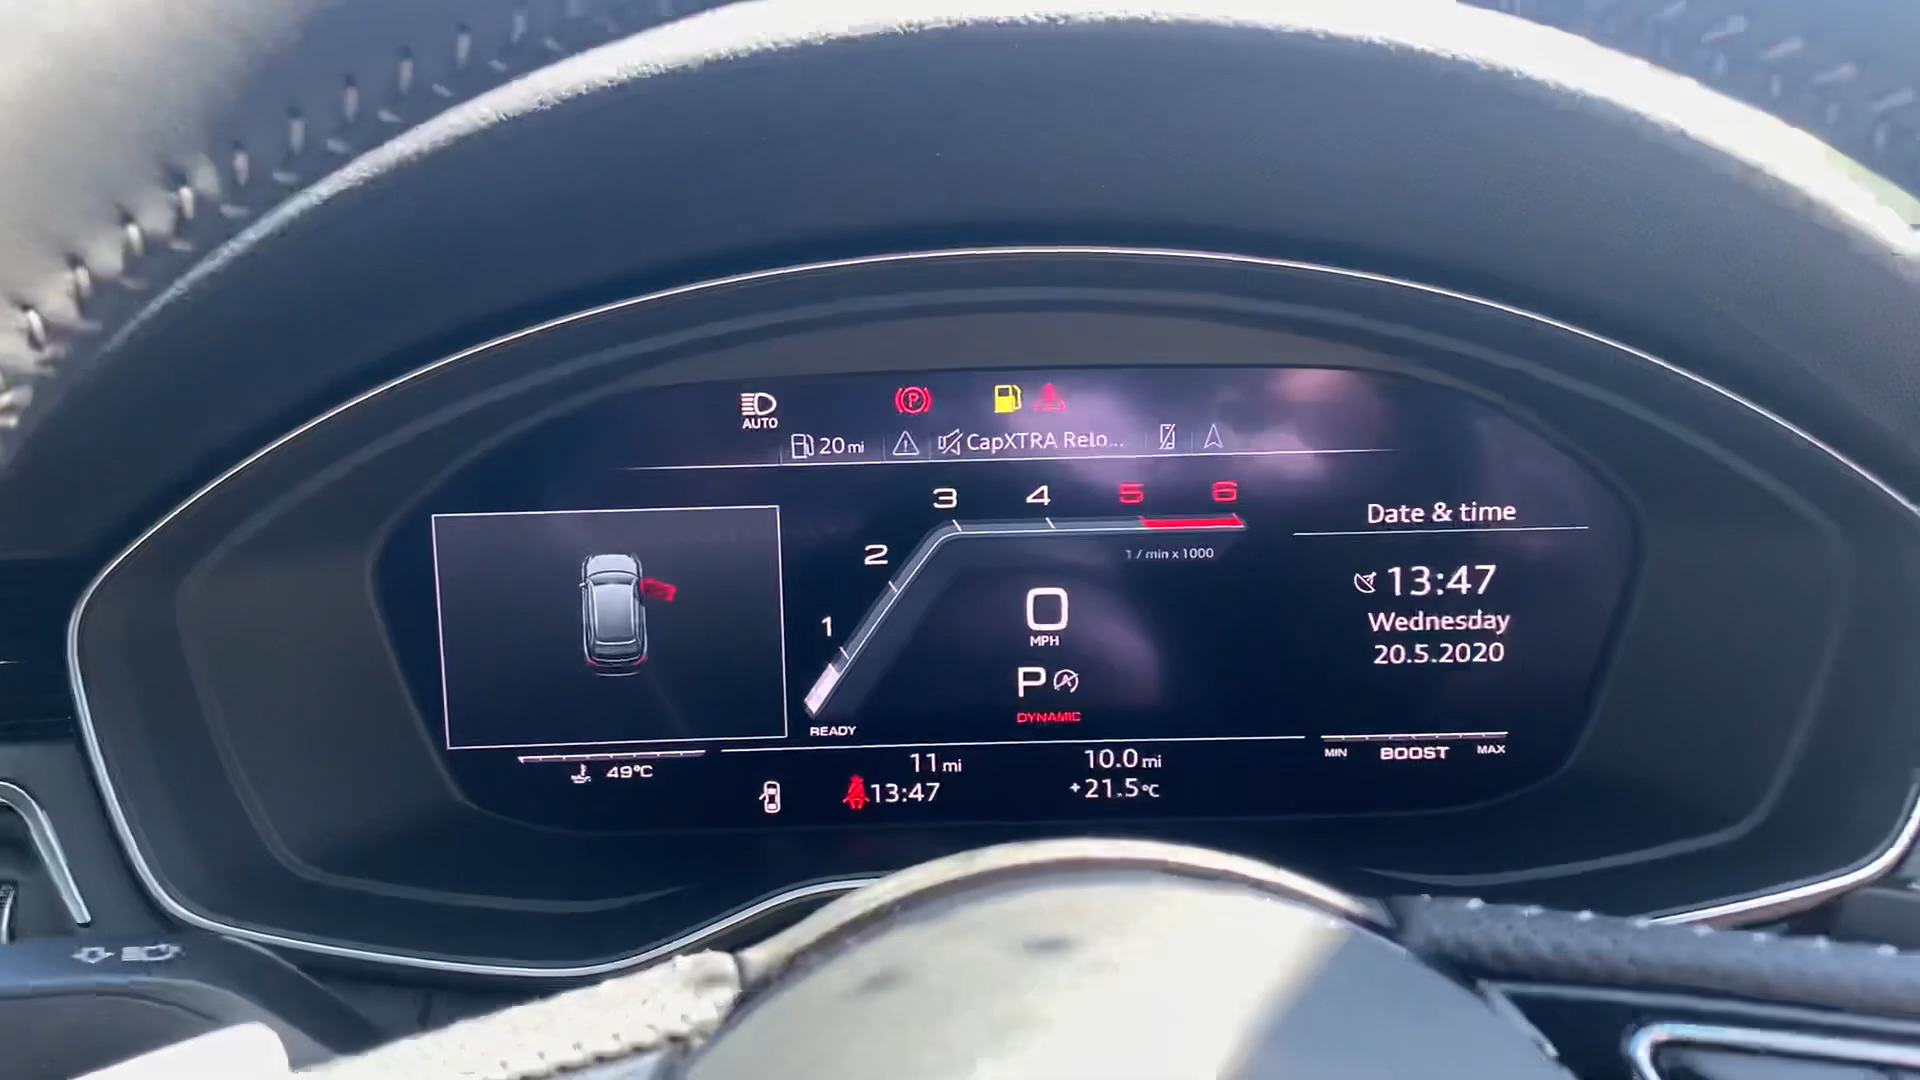 AUTO
P
20 mi
CapXTRA Relo...
3 4 5 6
2
1
1 / min x 1000
0
MPH
P A
DYNAMIC
READY
49°C
11 mi 10.0 mi
13:47 +21.5°C
Date & time
13:47
Wednesday
20.5.2020
MIN BOOST MAX